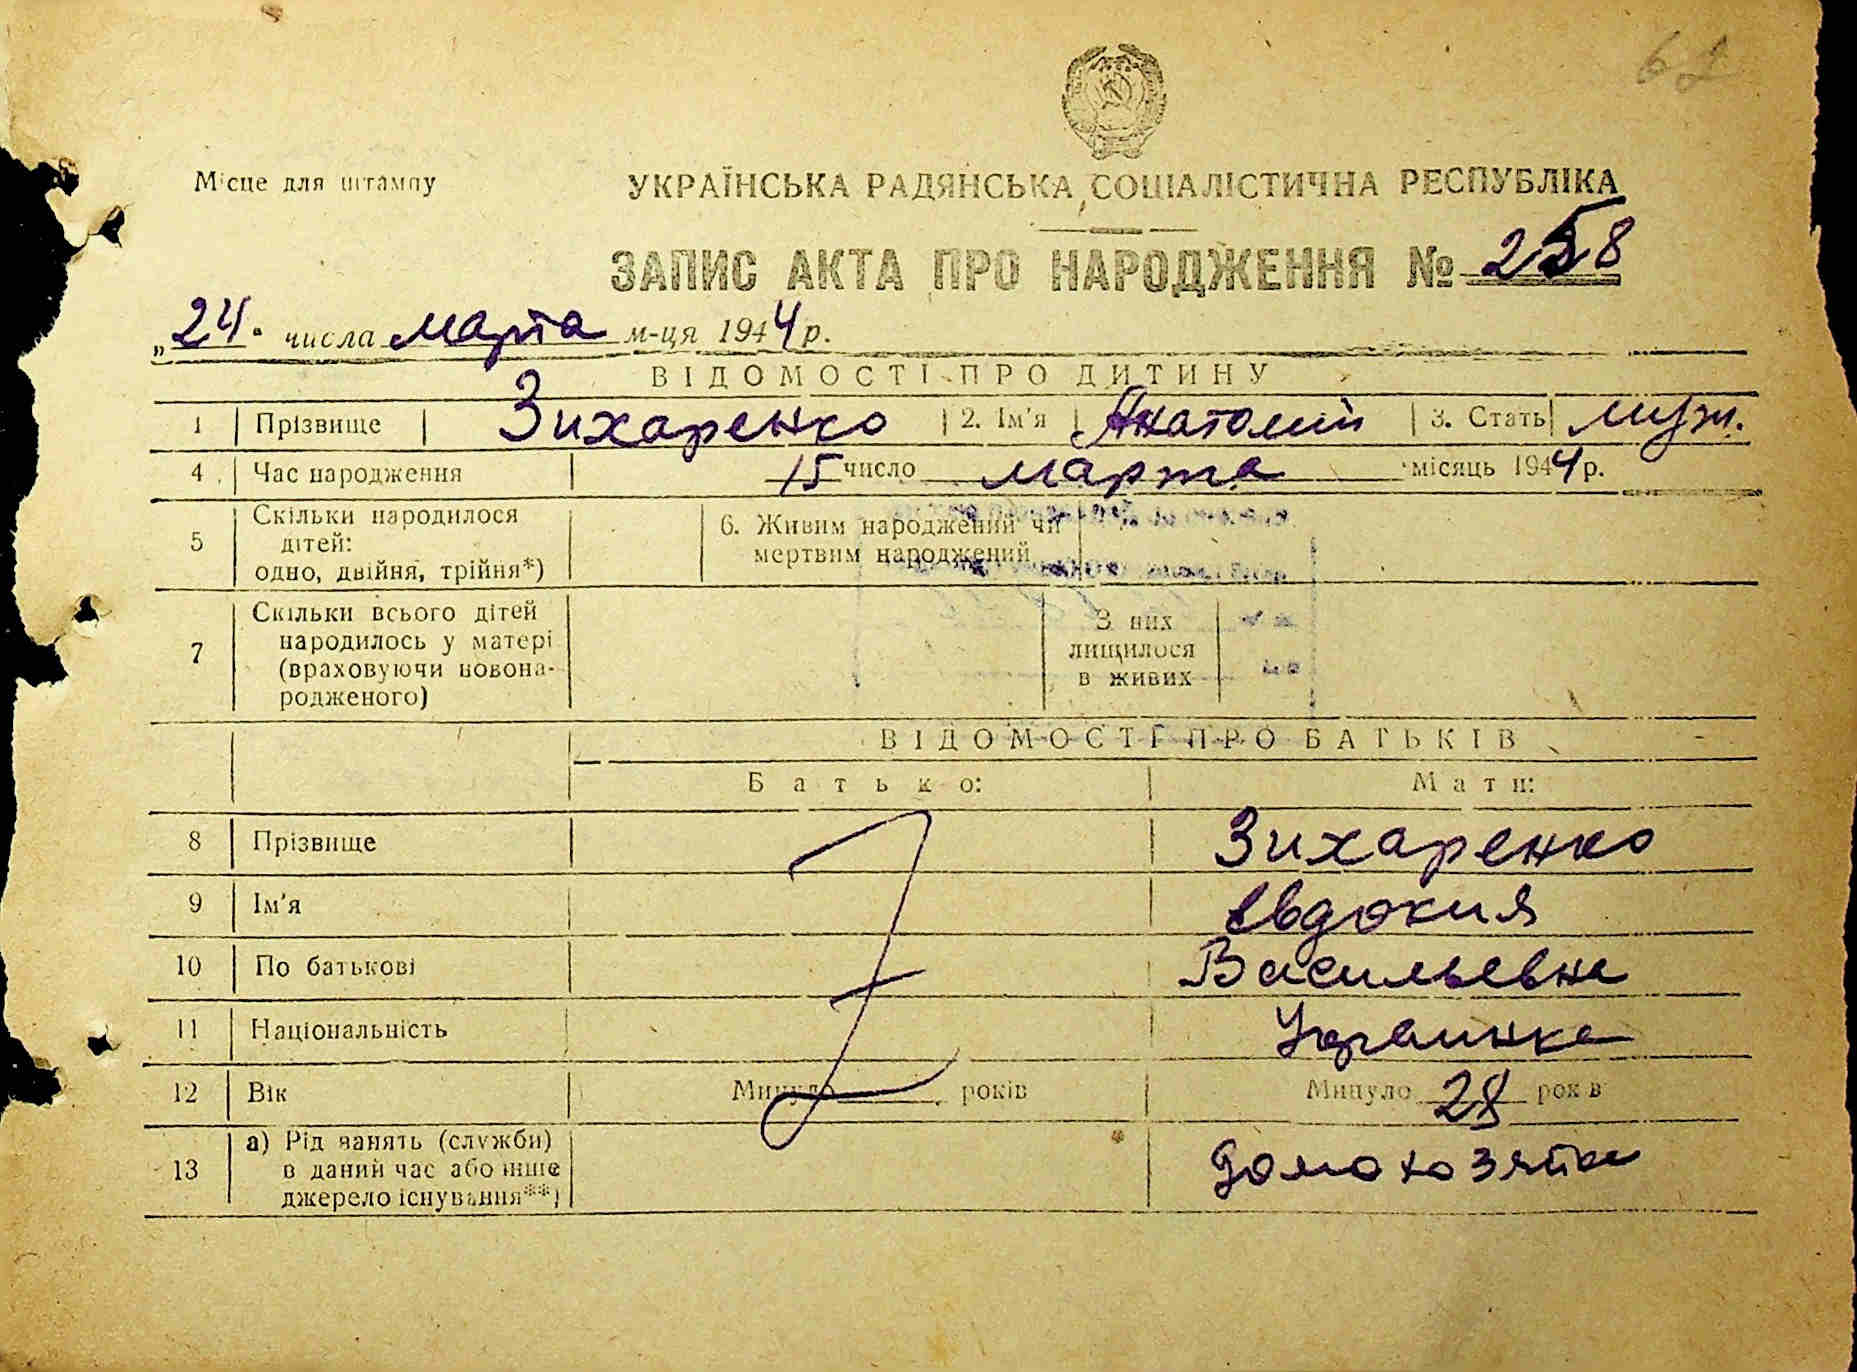 62
Місце для штампу
УКРАЇНСЬКА РАДЯНСЬКА СОЦІАЛІСТИЧНА РЕСПУБЛІКА
ЗАПИС АКТА ПРО НАРОДЖЕННЯ № 258
„24" числа марта м-ця 1944 р.
ВІДОМОСТІ ПРО ДИТИНУ
1 Прізвище Зихаренко 2. Ім'я Анатолий 3. Стать муж.
4 Час народження 15 число марта місяць 1944 р.
5 Скільки народилося дітей: одно, двійня, трійня*) 6. Живим народжений чи мертвим народжений
7 Скільки всього дітей народилось у матері (враховуючи новонародженого) З них лищилося в живих
ВІДОМОСТІ ПРО БАТЬКІВ
Батько: Мати:
8 Прізвище Зихаренко
9 Ім'я Евдокия
10 По батькові Васильевна
11 Національність Украинка
12 Вік Минуло років Минуло 28 років
13 а) Рід занять (служби) в даний час або інше джерело існування**) домохозяйка